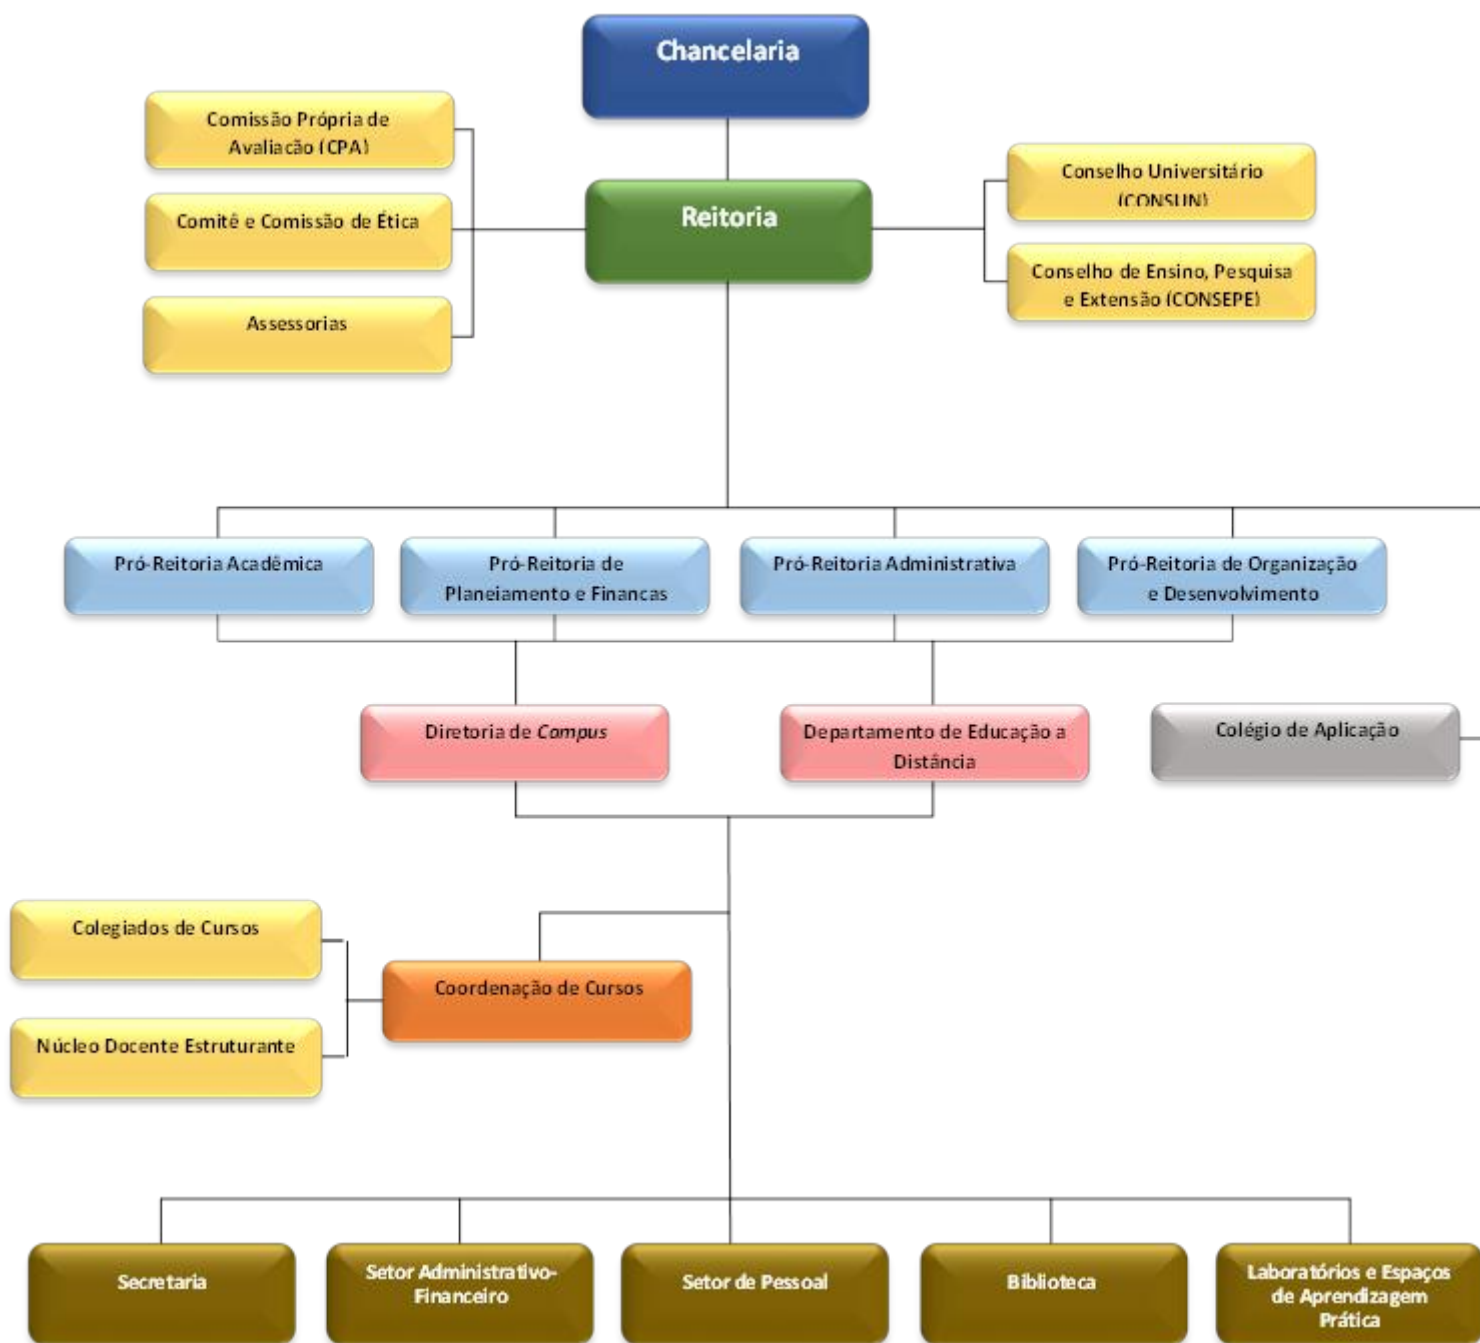 Chancelaria
Comissão Própria de
Avaliação (CPA)
Conselho Universitário
(CONSUN)
Reitoria
Comitê e Comissão de Ética
Conselho de Ensino, Pesquisa
e Extensão (CONSEPE)
Assessorias
Pró-Reitoria Acadêmica
Pró-Reitoria de
Planejamento e Finanças
Pró-Reitoria Administrativa
Pró-Reitoria de Organização
e Desenvolvimento
Diretoria de Campus
Departamento de Educação a
Distância
Colégio de Aplicação
Colegiados de Cursos
Coordenação de Cursos
Núcleo Docente Estruturante
Secretaria
Setor Administrativo-
Financeiro
Setor de Pessoal
Biblioteca
Laboratórios e Espaços
de Aprendizagem
Prática